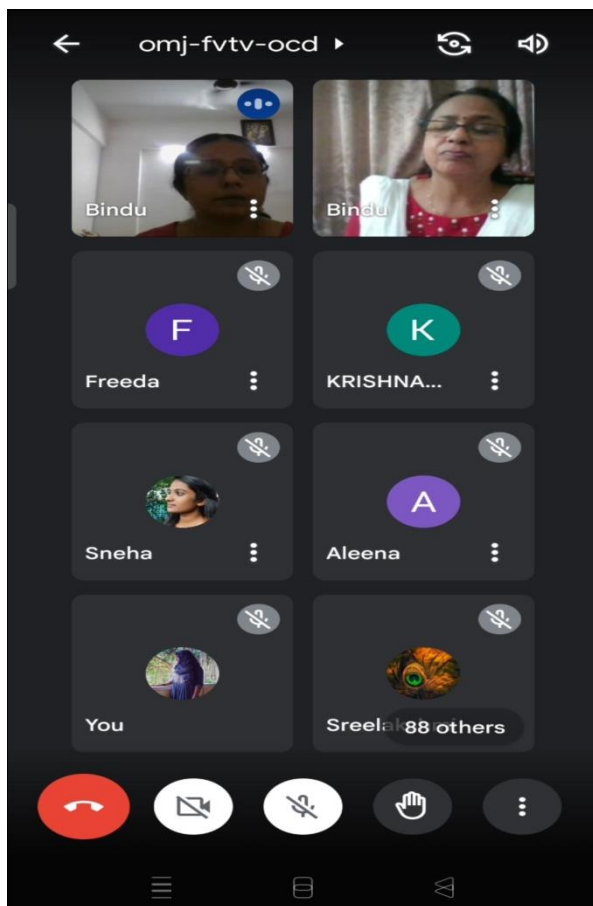 omj-fvtv-ocd
Bindu
Bindu
F
Freeda
K
KRISHNA...
Sneha
A
Aleena
You
88 others